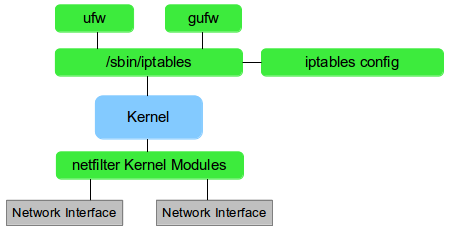 ufw
gufw
/sbin/iptables
iptables config
Kernel
netfilter Kernel Modules
Network Interface
Network Interface